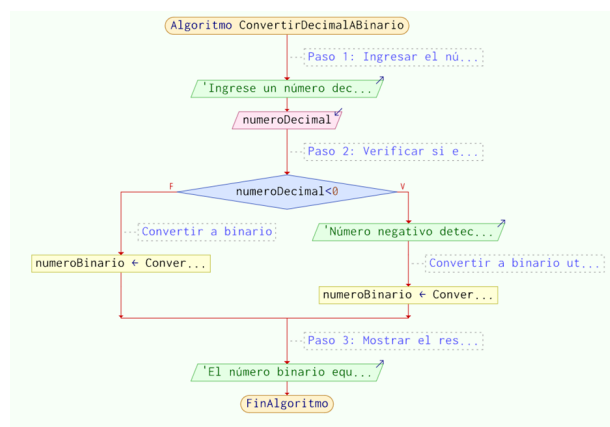 Algoritmo ConvertirDecimalABinario
Paso 1: Ingresar el nú...
'Ingrese un número dec...
numeroDecimal
Paso 2: Verificar si e...
numeroDecimal<0
F
V
Convertir a binario
'Número negativo detec...
numeroBinario ← Conver...
Convertir a binario ut...
numeroBinario ← Conver...
Paso 3: Mostrar el res...
'El número binario equ...
FinAlgoritmo